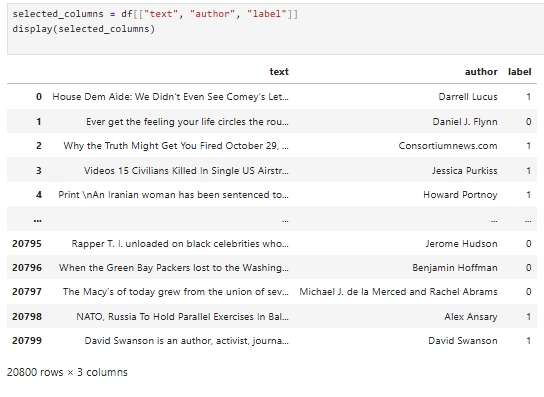 selected_columns = df[["text", "author", "label"]]
display(selected_columns)
text author label
0 House Dem Aide: We Didn't Even See Comey's Let... Darrell Lucus 1
1 Ever get the feeling your life circles the rou... Daniel J. Flynn 0
2 Why the Truth Might Get You Fired October 29, ... Consortiumnews.com 1
3 Videos 15 Civilians Killed In Single US Airstr... Jessica Purkiss 1
4 Print \nAn Iranian woman has been sentenced to... Howard Portnoy 1
... ... ... ...
20795 Rapper T. I. unloaded on black celebrities who... Jerome Hudson 0
20796 When the Green Bay Packers lost to the Washing... Benjamin Hoffman 0
20797 The Macy's of today grew from the union of sev... Michael J. de la Merced and Rachel Abrams 0
20798 NATO, Russia To Hold Parallel Exercises In Bal... Alex Ansary 1
20799 David Swanson is an author, activist, journa... David Swanson 1
20800 rows × 3 columns